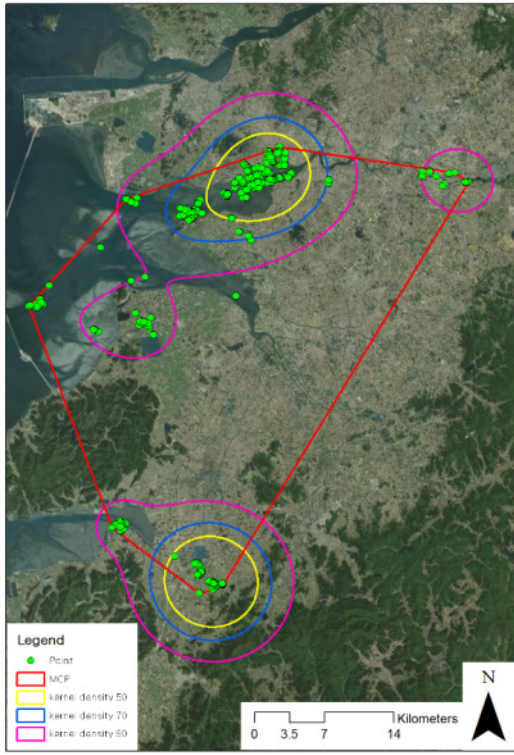 Legend
Point
MCP
kernel density 50
kernel density 70
kernel density 90
N
0 3.5 7 14 Kilometers